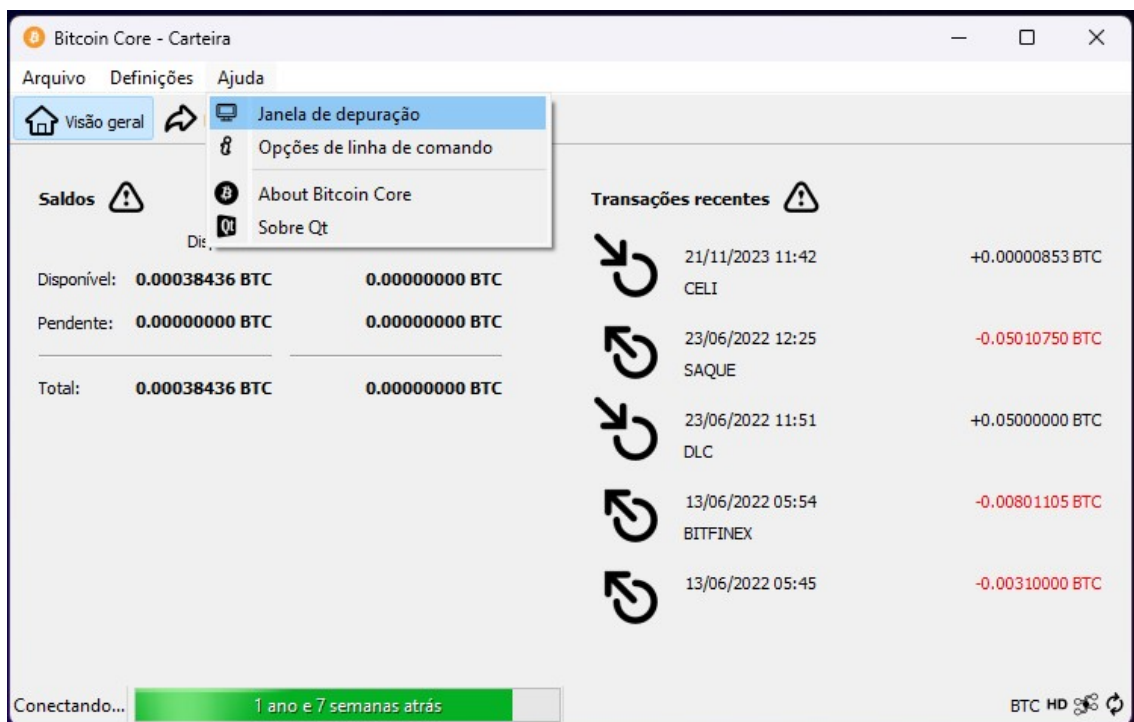 Bitcoin Core - Carteira
Arquivo Definições Ajuda
Visão geral
Janela de depuração
Opções de linha de comando
About Bitcoin Core
Sobre Qt
Saldos
Disponível: 0.00038436 BTC 0.00000000 BTC
Pendente: 0.00000000 BTC 0.00000000 BTC
Total: 0.00038436 BTC 0.00000000 BTC
Transações recentes
21/11/2023 11:42 +0.00000853 BTC
CELI
23/06/2022 12:25 -0.05010750 BTC
SAQUE
23/06/2022 11:51 +0.05000000 BTC
DLC
13/06/2022 05:54 -0.00801105 BTC
BITFINEX
13/06/2022 05:45 -0.00310000 BTC
Conectando... 1 ano e 7 semanas atrás BTC HD